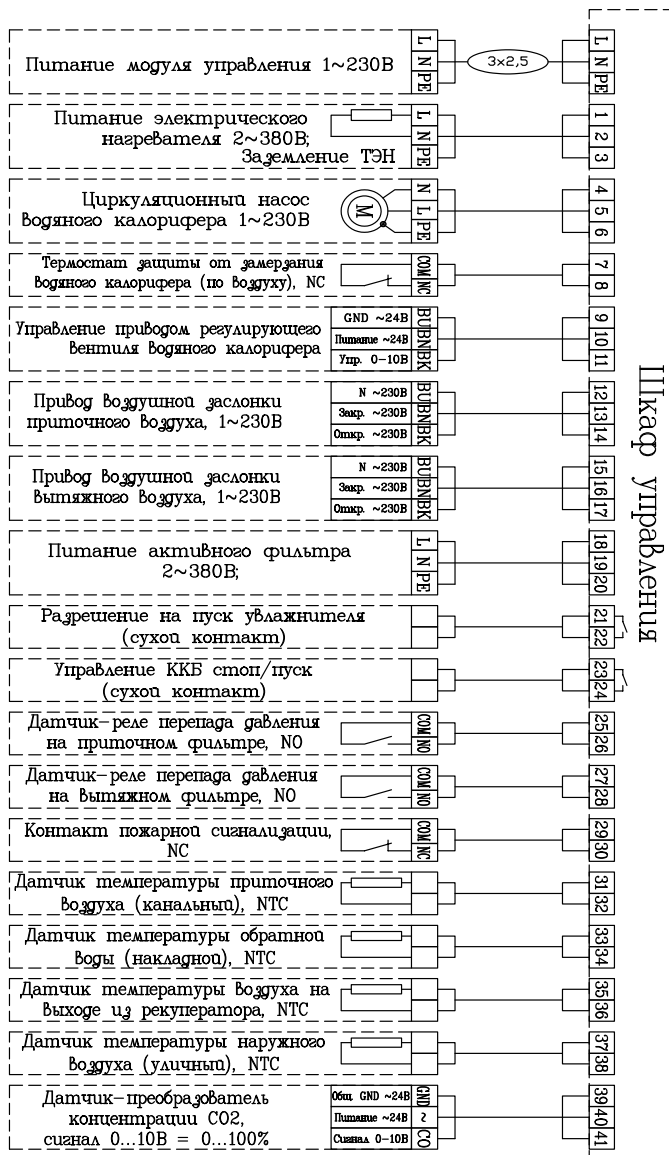 Питание модуля управления 1~230В
L
N
PE
3x2,5
L
N
PE
Питание электрического
нагревателя 2~380В;
Заземление ТЭН
L
N
PE
1
2
3
Циркуляционный насос
водяного калорифера 1~230В
M
N
L
PE
4
5
6
Термостат защиты от замерзания
водяного калорифера (по воздуху), NC
COM
NC
7
8
Управление приводом регулирующего
вентиля водяного калорифера
GND ~24В
Питание ~24В
Упр. 0-10В
BU
BN
BK
9
10
11
Привод воздушной заслонки
приточного воздуха, 1~230В
N ~230В
Закр. ~230В
Откр. ~230В
BU
BN
BK
12
13
14
Привод воздушной заслонки
вытяжного воздуха, 1~230В
N ~230В
Закр. ~230В
Откр. ~230В
BU
BN
BK
15
16
17
Питание активного фильтра
2~380В;
L
N
PE
18
19
20
Разрешение на пуск увлажнителя
(сухой контакт)
21
22
Управление ККБ стоп/пуск
(сухой контакт)
23
24
Датчик-реле перепада давления
на приточном фильтре, NO
COM
NO
25
26
Датчик-реле перепада давления
на вытяжном фильтре, NO
COM
NO
27
28
Контакт пожарной сигнализации,
NC
COM
NC
29
30
Датчик температуры приточного
воздуха (канальный), NTC
31
32
Датчик температуры обратной
воды (накладной), NTC
33
34
Датчик температуры воздуха на
выходе из рекуператора, NTC
35
36
Датчик температуры наружного
воздуха (уличный), NTC
37
38
Датчик-преобразователь
концентрации СО2,
сигнал 0...10В = 0...100%
Общ. GND ~24В
Питание ~24В
Сигнал 0-10В
GND
~
CO
39
40
41
Шкаф управления